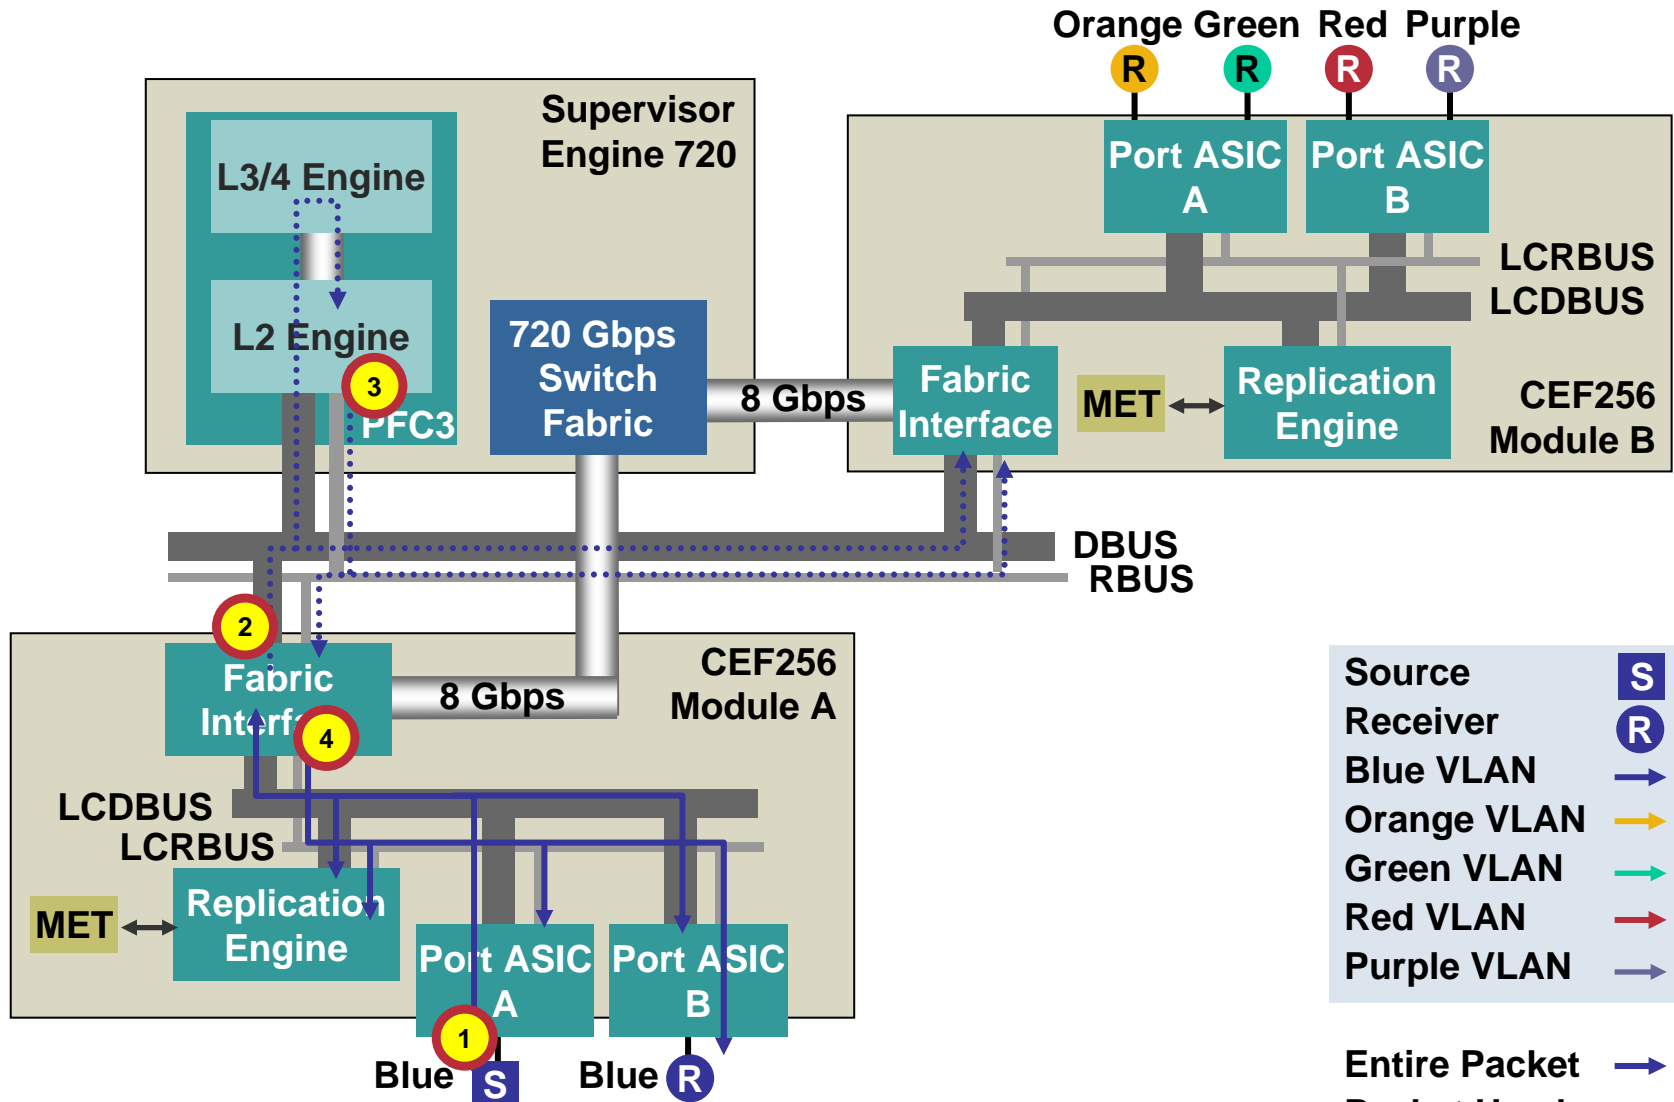 Orange Green Red Purple
R R R R
Supervisor
Engine 720
L3/4 Engine
L2 Engine
3
PFC3
720 Gbps
Switch
Fabric
8 Gbps
Port ASIC
A
Port ASIC
B
LCRBUS
LCDBUS
Fabric
Interface
MET
Replication
Engine
CEF256
Module B
DBUS
RBUS
2
Fabric
Interface
4
8 Gbps
CEF256
Module A
LCDBUS
LCRBUS
MET
Replication
Engine
Port ASIC
A
Port ASIC
B
1
Blue S
Blue R
Source S
Receiver R
Blue VLAN
Orange VLAN
Green VLAN
Red VLAN
Purple VLAN
Entire Packet